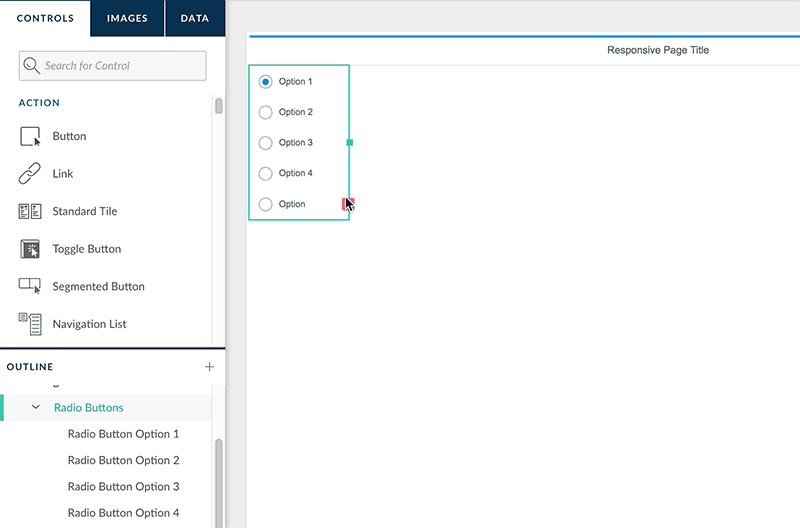 CONTROLS
IMAGES
DATA
Search for Control
ACTION
Button
Link
Standard Tile
Toggle Button
Segmented Button
Navigation List
OUTLINE
Radio Buttons
Radio Button Option 1
Radio Button Option 2
Radio Button Option 3
Radio Button Option 4
Responsive Page Title
Option 1
Option 2
Option 3
Option 4
Option